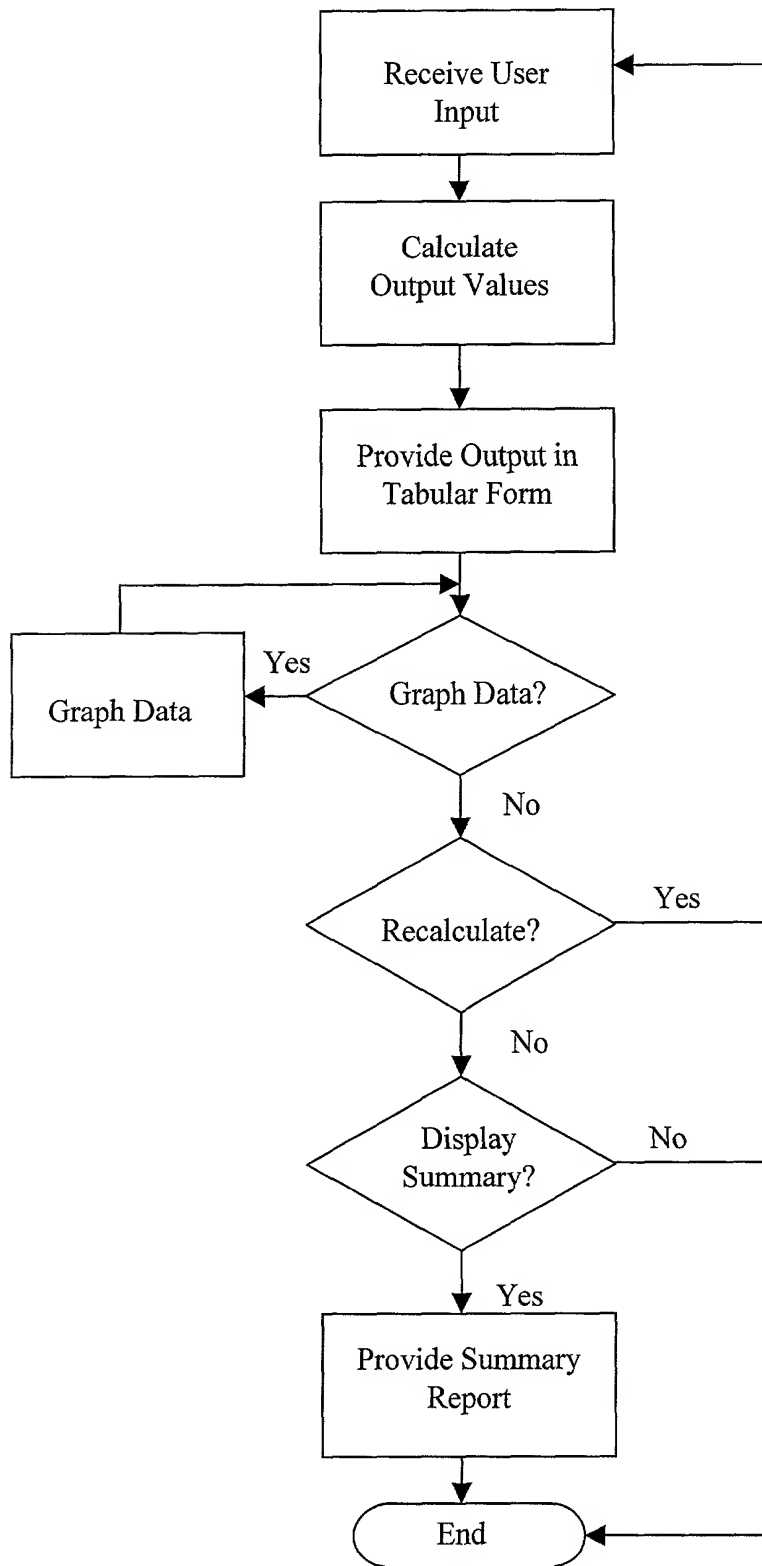 Receive User
Input
Calculate
Output Values
Provide Output in
Tabular Form
Yes
Graph Data
Graph Data?
No
Recalculate?
Yes
No
Display
Summary?
No
Yes
Provide Summary
Report
End